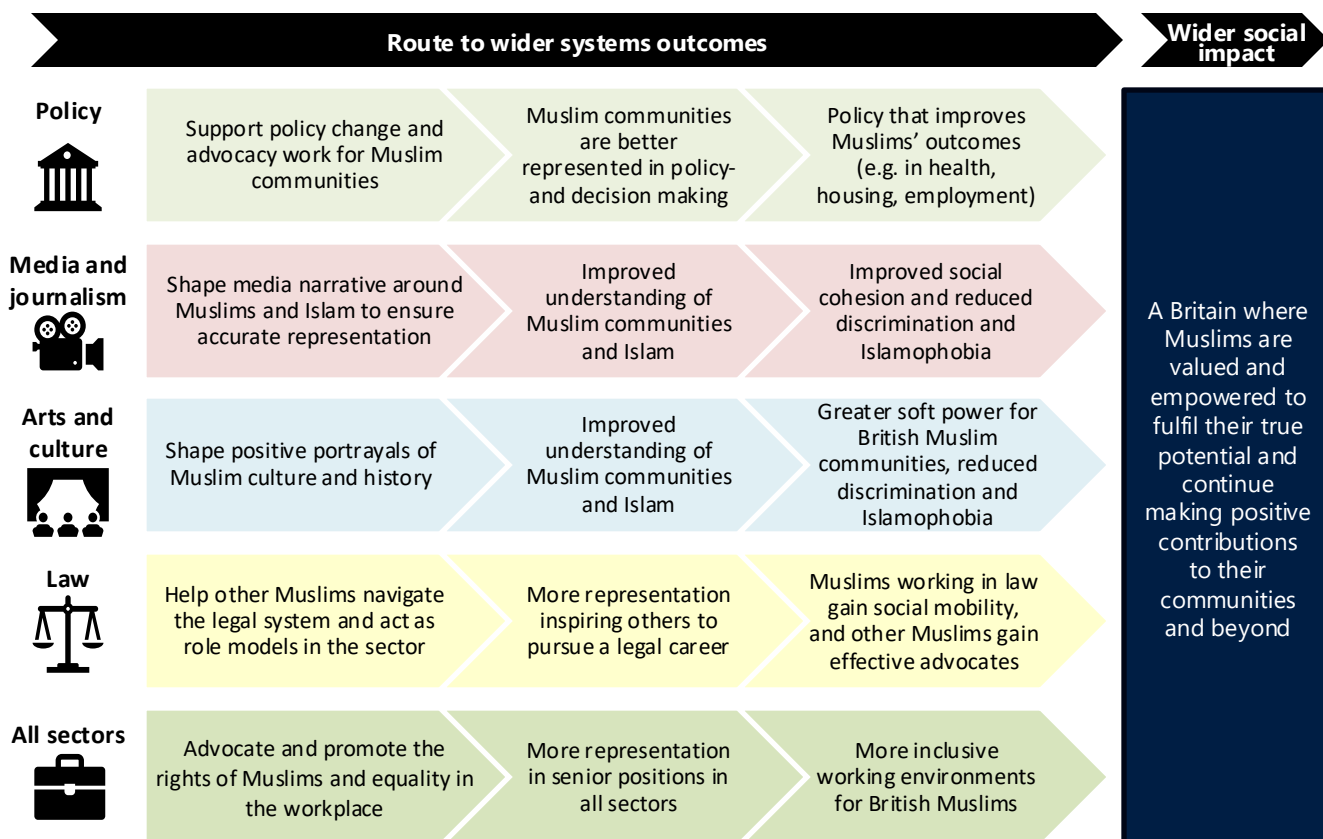 Route to wider systems outcomes
Wider social
impact
Policy
Support policy change and
advocacy work for Muslim
communities
Muslim communities
are better
represented in policy-
and decision making
Policy that improves
Muslims’ outcomes
(e.g. in health,
housing, employment)
Media and
journalism
Shape media narrative around
Muslims and Islam to ensure
accurate representation
Improved
understanding of
Muslim communities
and Islam
Improved social
cohesion and reduced
discrimination and
Islamophobia
Arts and
culture
Shape positive portrayals of
Muslim culture and history
Improved
understanding of
Muslim communities
and Islam
Greater soft power for
British Muslim
communities, reduced
discrimination and
Islamophobia
Law
Help other Muslims navigate
the legal system and act as
role models in the sector
More representation
inspiring others to
pursue a legal career
Muslims working in law
gain social mobility,
and other Muslims gain
effective advocates
All sectors
Advocate and promote the
rights of Muslims and equality in
the workplace
More representation
in senior positions in
all sectors
More inclusive
working environments
for British Muslims
A Britain where
Muslims are
valued and
empowered to
fulfil their true
potential and
continue
making positive
contributions
to their
communities
and beyond